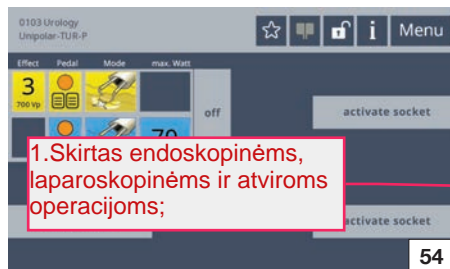 0103 Urology
Unipolar-TUR-P
i Menu
Effect Pedal Mode max. Watt
3
700 Vp
off
activate socket
70
1.Skirtas endoskopinėms,
laparoskopinėms ir atviroms
operacijoms;
activate socket
54